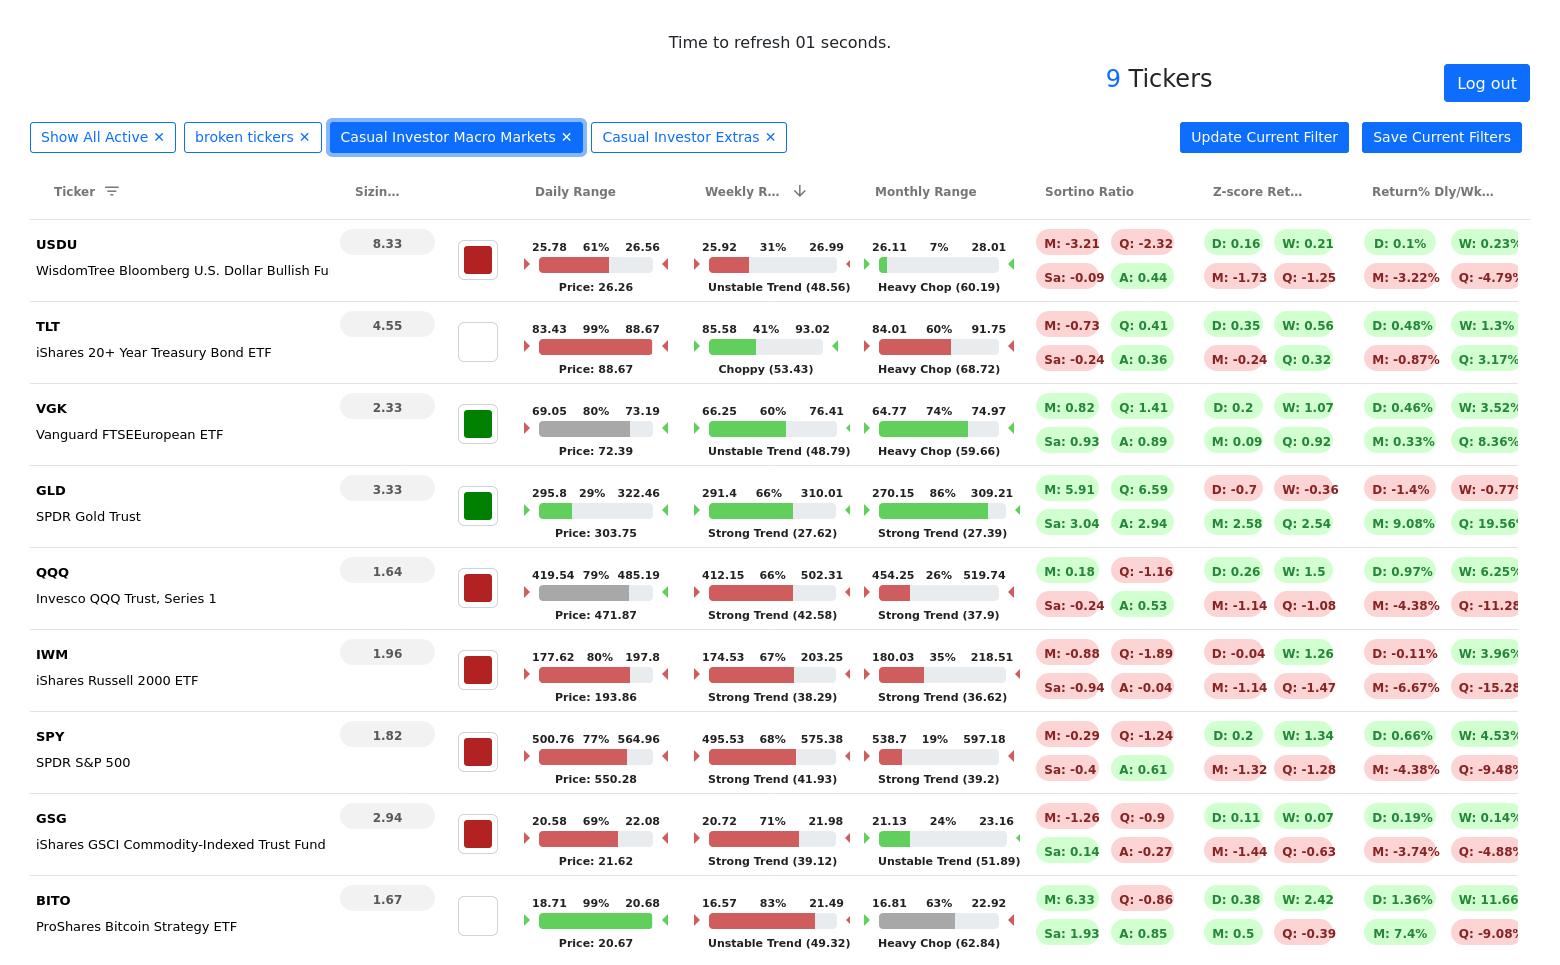 Time to refresh 01 seconds.
9 Tickers
Log out
Show All Active ✕ broken tickers ✕ Casual Investor Macro Markets ✕ Casual Investor Extras ✕ Update Current Filter Save Current Filters
Ticker Sizin... Daily Range Weekly R... Monthly Range Sortino Ratio Z-score Ret... Return% Dly/Wk...
USDU 8.33 25.78 61% 26.56 25.92 31% 26.99 26.11 7% 28.01 M: -3.21 Q: -2.32 D: 0.16 W: 0.21 D: 0.1% W: 0.23%
WisdomTree Bloomberg U.S. Dollar Bullish Fu Sa: -0.09 A: 0.44 M: -1.73 Q: -1.25 M: -3.22% Q: -4.79%
Price: 26.26 Unstable Trend (48.56) Heavy Chop (60.19)
TLT 4.55 83.43 99% 88.67 85.58 41% 93.02 84.01 60% 91.75 M: -0.73 Q: 0.41 D: 0.35 W: 0.56 D: 0.48% W: 1.3%
iShares 20+ Year Treasury Bond ETF Sa: -0.24 A: 0.36 M: -0.24 Q: 0.32 M: -0.87% Q: 3.17%
Price: 88.67 Choppy (53.43) Heavy Chop (68.72)
VGK 2.33 69.05 80% 73.19 66.25 60% 76.41 64.77 74% 74.97 M: 0.82 Q: 1.41 D: 0.2 W: 1.07 D: 0.46% W: 3.52%
Vanguard FTSEEuropean ETF Sa: 0.93 A: 0.89 M: 0.09 Q: 0.92 M: 0.33% Q: 8.36%
Price: 72.39 Unstable Trend (48.79) Heavy Chop (59.66)
GLD 3.33 295.8 29% 322.46 291.4 66% 310.01 270.15 86% 309.21 M: 5.91 Q: 6.59 D: -0.7 W: -0.36 D: -1.4% W: -0.77%
SPDR Gold Trust Sa: 3.04 A: 2.94 M: 2.58 Q: 2.54 M: 9.08% Q: 19.56%
Price: 303.75 Strong Trend (27.62) Strong Trend (27.39)
QQQ 1.64 419.54 79% 485.19 412.15 66% 502.31 454.25 26% 519.74 M: 0.18 Q: -1.16 D: 0.26 W: 1.5 D: 0.97% W: 6.25%
Invesco QQQ Trust, Series 1 Sa: -0.24 A: 0.53 M: -1.14 Q: -1.08 M: -4.38% Q: -11.28
Price: 471.87 Strong Trend (42.58) Strong Trend (37.9)
IWM 1.96 177.62 80% 197.8 174.53 67% 203.25 180.03 35% 218.51 M: -0.88 Q: -1.89 D: -0.04 W: 1.26 D: -0.11% W: 3.96%
iShares Russell 2000 ETF Sa: -0.94 A: -0.04 M: -1.14 Q: -1.47 M: -6.67% Q: -15.28
Price: 193.86 Strong Trend (38.29) Strong Trend (36.62)
SPY 1.82 500.76 77% 564.96 495.53 68% 575.38 538.7 19% 597.18 M: -0.29 Q: -1.24 D: 0.2 W: 1.34 D: 0.66% W: 4.53%
SPDR S&P 500 Sa: -0.4 A: 0.61 M: -1.32 Q: -1.28 M: -4.38% Q: -9.48%
Price: 550.28 Strong Trend (41.93) Strong Trend (39.2)
GSG 2.94 20.58 69% 22.08 20.72 71% 21.98 21.13 24% 23.16 M: -1.26 Q: -0.9 D: 0.11 W: 0.07 D: 0.19% W: 0.14%
iShares GSCI Commodity-Indexed Trust Fund Sa: 0.14 A: -0.27 M: -1.44 Q: -0.63 M: -3.74% Q: -4.88%
Price: 21.62 Strong Trend (39.12) Unstable Trend (51.89)
BITO 1.67 18.71 99% 20.68 16.57 83% 21.49 16.81 63% 22.92 M: 6.33 Q: -0.86 D: 0.38 W: 2.42 D: 1.36% W: 11.66
ProShares Bitcoin Strategy ETF Sa: 1.93 A: 0.85 M: 0.5 Q: -0.39 M: 7.4% Q: -9.08%
Price: 20.67 Unstable Trend (49.32) Heavy Chop (62.84)